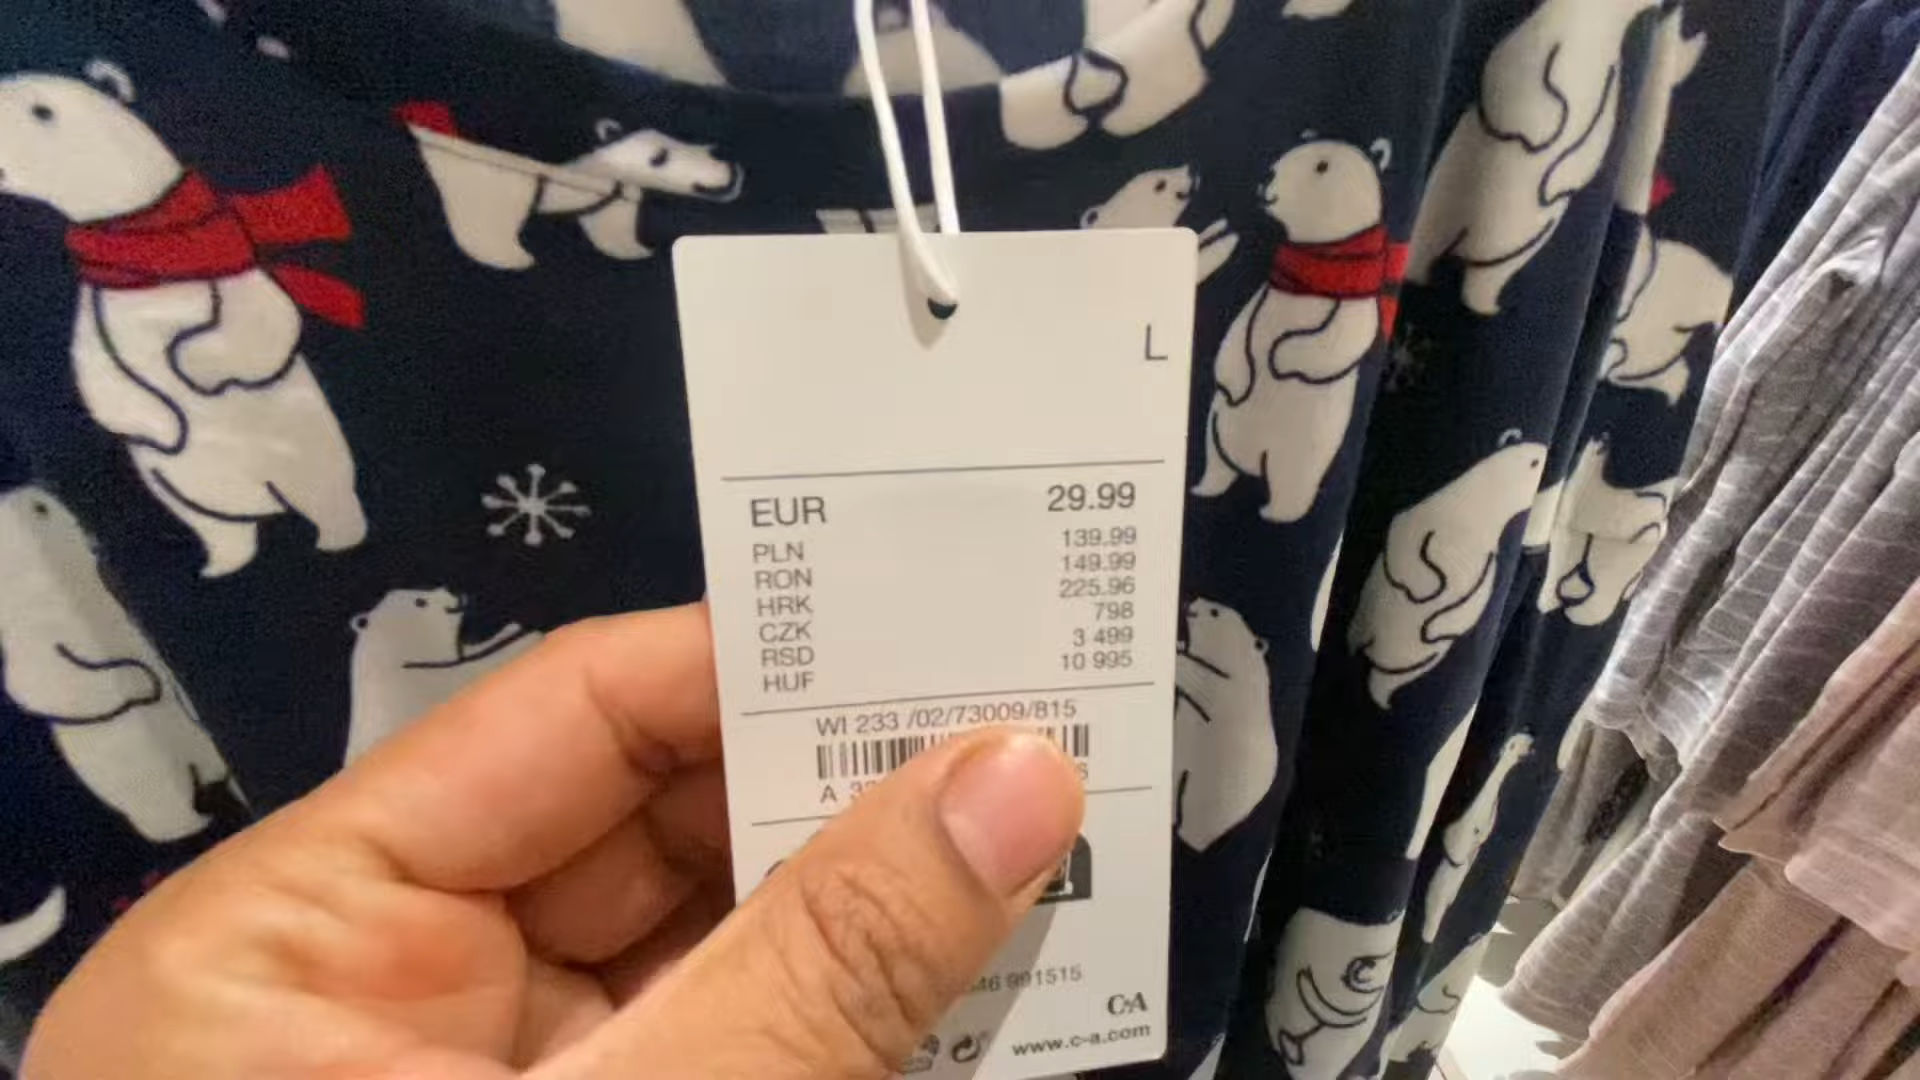 L
EUR 29.99
PLN 139.99
RON 149.99
HRK 225.96
CZK 798
RSD 3 499
HUF 10 995
WI 233 /02/73009/815
A
991515
C&A
www.c-a.com